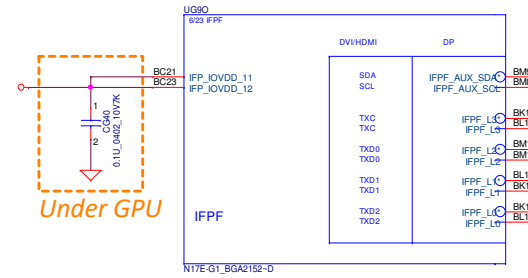 UG9O
6/23 IFPF
DVI/HDMI DP
BC21 IFP_IOVDD_11
BC23 IFP_IOVDD_12
SDA IFPF_AUX_SDA
SCL IFPF_AUX_SCL
TXC IFPF_L3
TXC IFPF_L3
TXD0 IFPF_L2
TXD0 IFPF_L2
TXD1 IFPF_L1
TXD1 IFPF_L1
TXD2 IFPF_L0
TXD2 IFPF_L0
1
2
CG40
0.1U_0402_10V7K
Under GPU
IFPF
N17E-G1_BGA2152~D